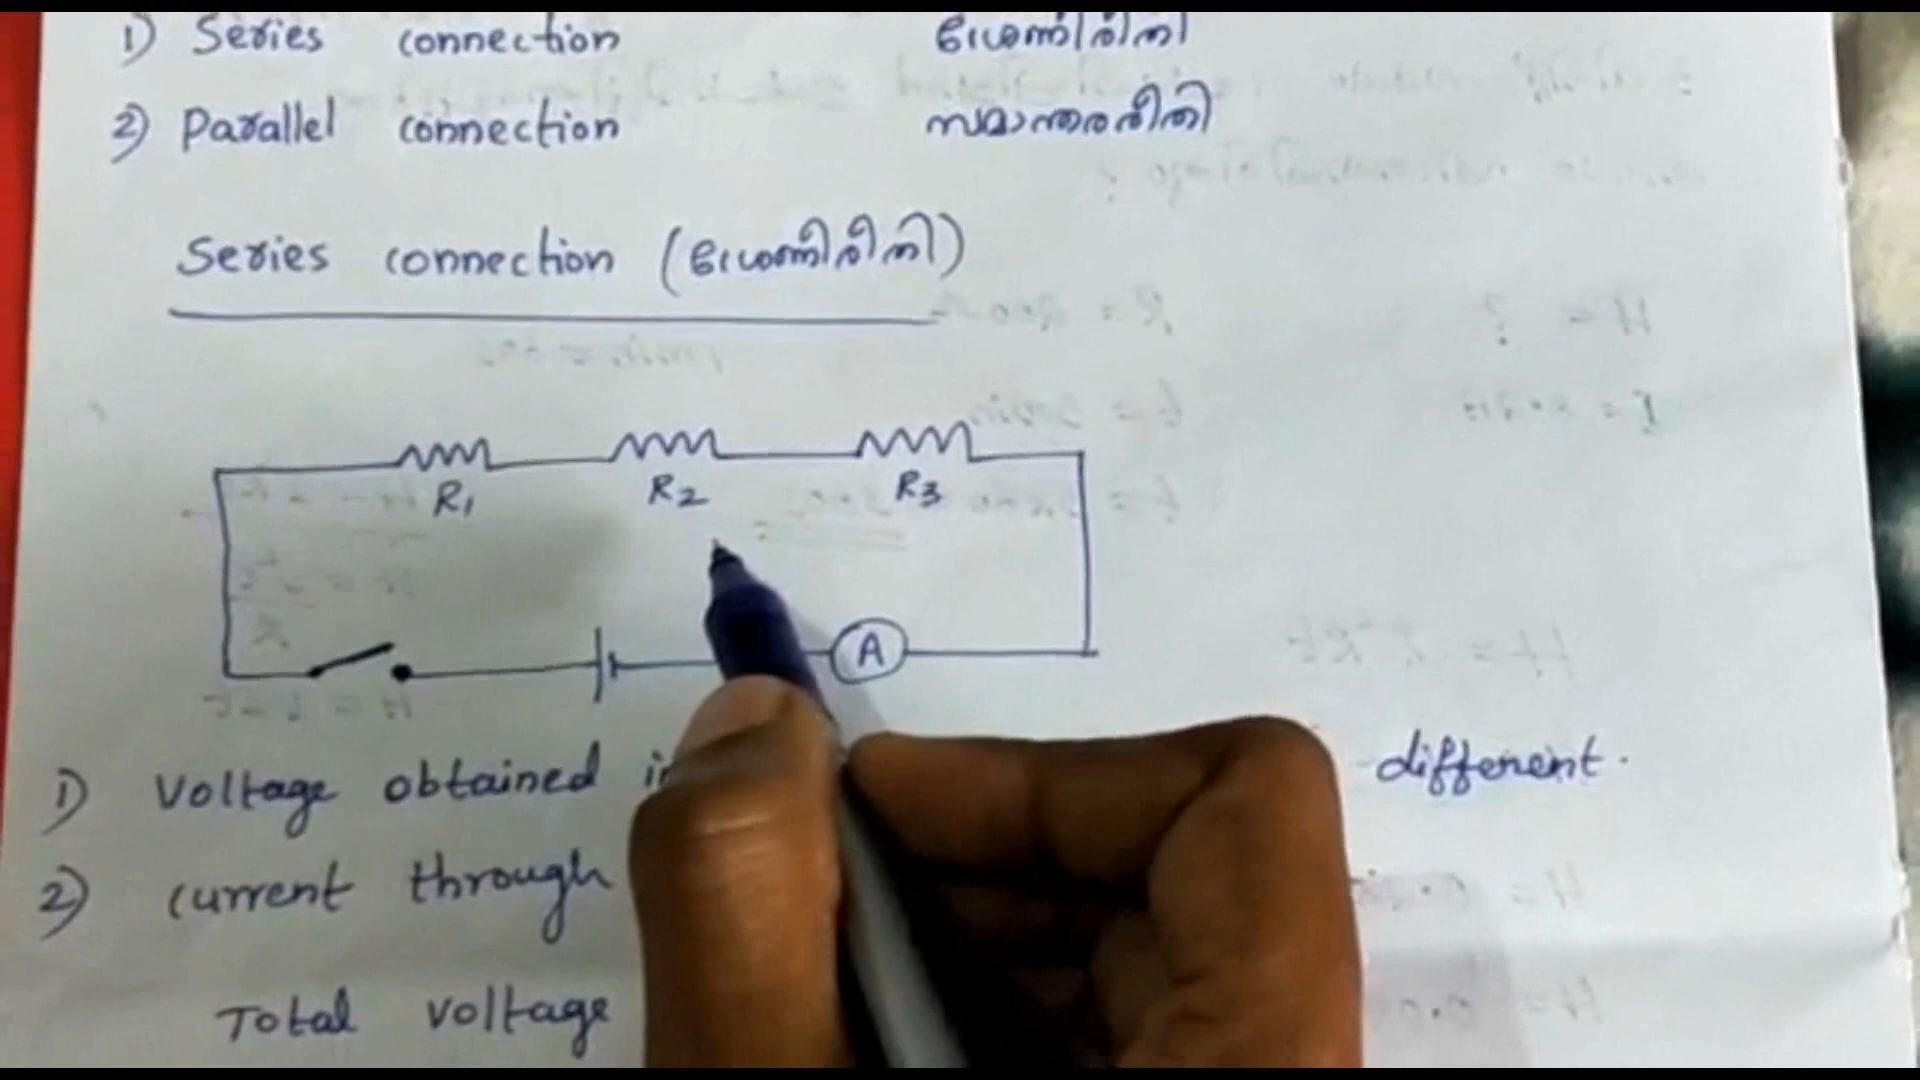 1) Series connection ശ്രേണീരീതി
2) Parallel connection സമാന്തരരീതി
Series connection (ശ്രേണീരീതി)
R1 R2 R3
A
1) Voltage obtained different.
2) current through
Total voltage